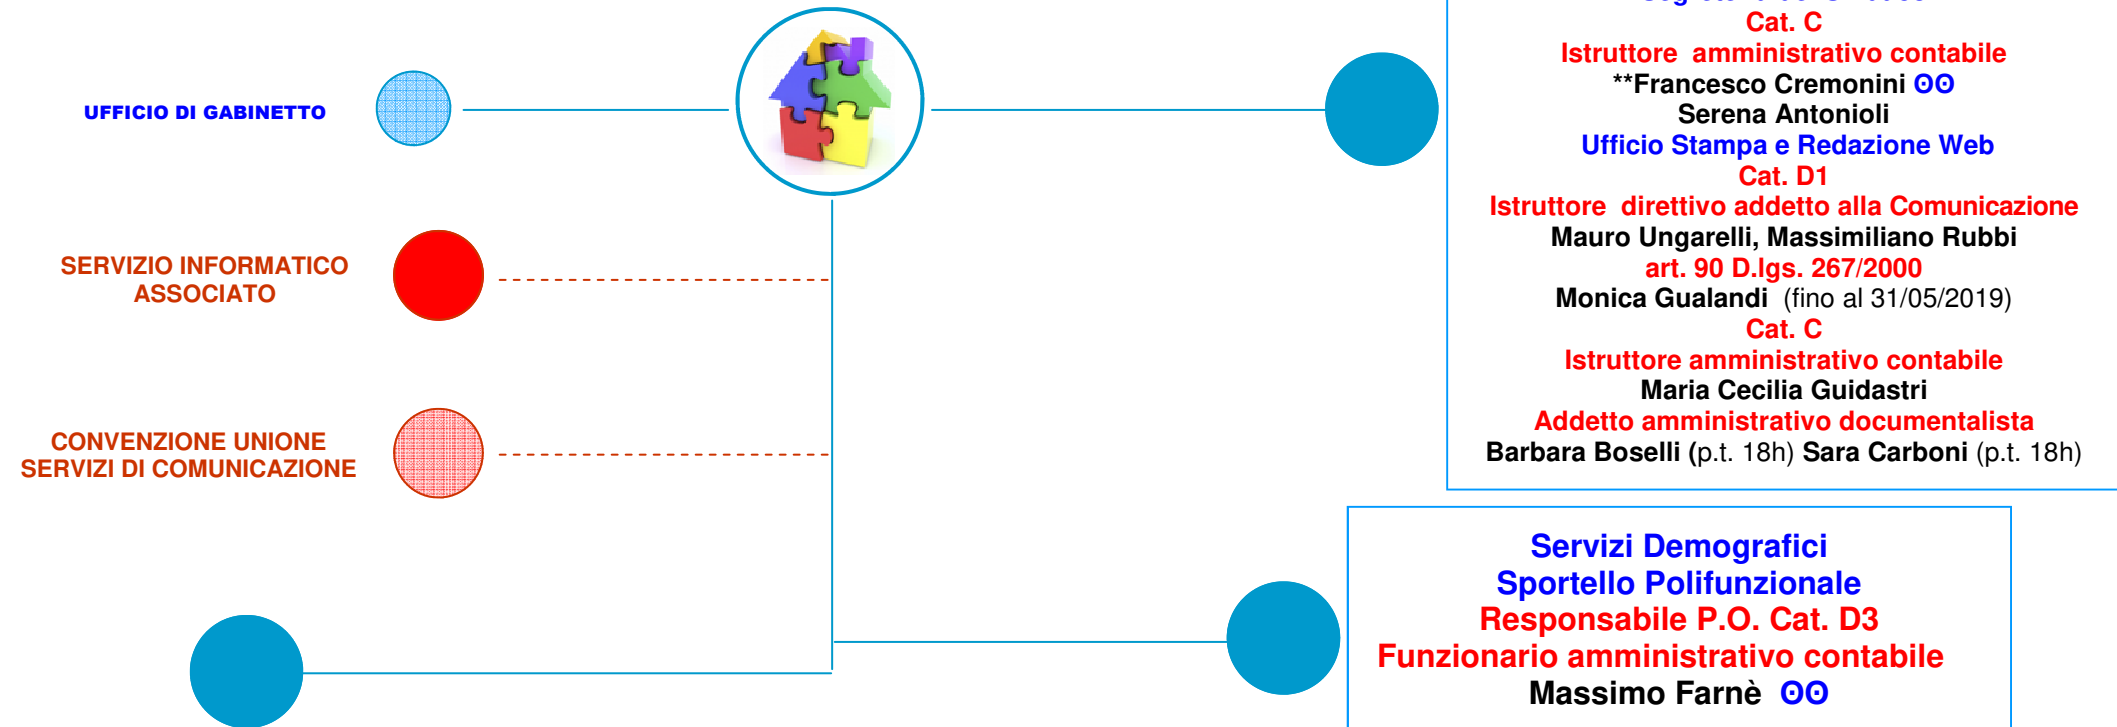 UFFICIO DI GABINETTO
SERVIZIO INFORMATICO
ASSOCIATO
CONVENZIONE UNIONE
SERVIZI DI COMUNICAZIONE
Cat. C
Istruttore amministrativo contabile
**Francesco Cremonini ʘʘ
Serena Antonioli
Ufficio Stampa e Redazione Web
Cat. D1
Istruttore direttivo addetto alla Comunicazione
Mauro Ungarelli, Massimiliano Rubbi
art. 90 D.lgs. 267/2000
Monica Gualandi (fino al 31/05/2019)
Cat. C
Istruttore amministrativo contabile
Maria Cecilia Guidastri
Addetto amministrativo documentalista
Barbara Boselli (p.t. 18h) Sara Carboni (p.t. 18h)
Servizi Demografici
Sportello Polifunzionale
Responsabile P.O. Cat. D3
Funzionario amministrativo contabile
Massimo Farnè ʘʘ